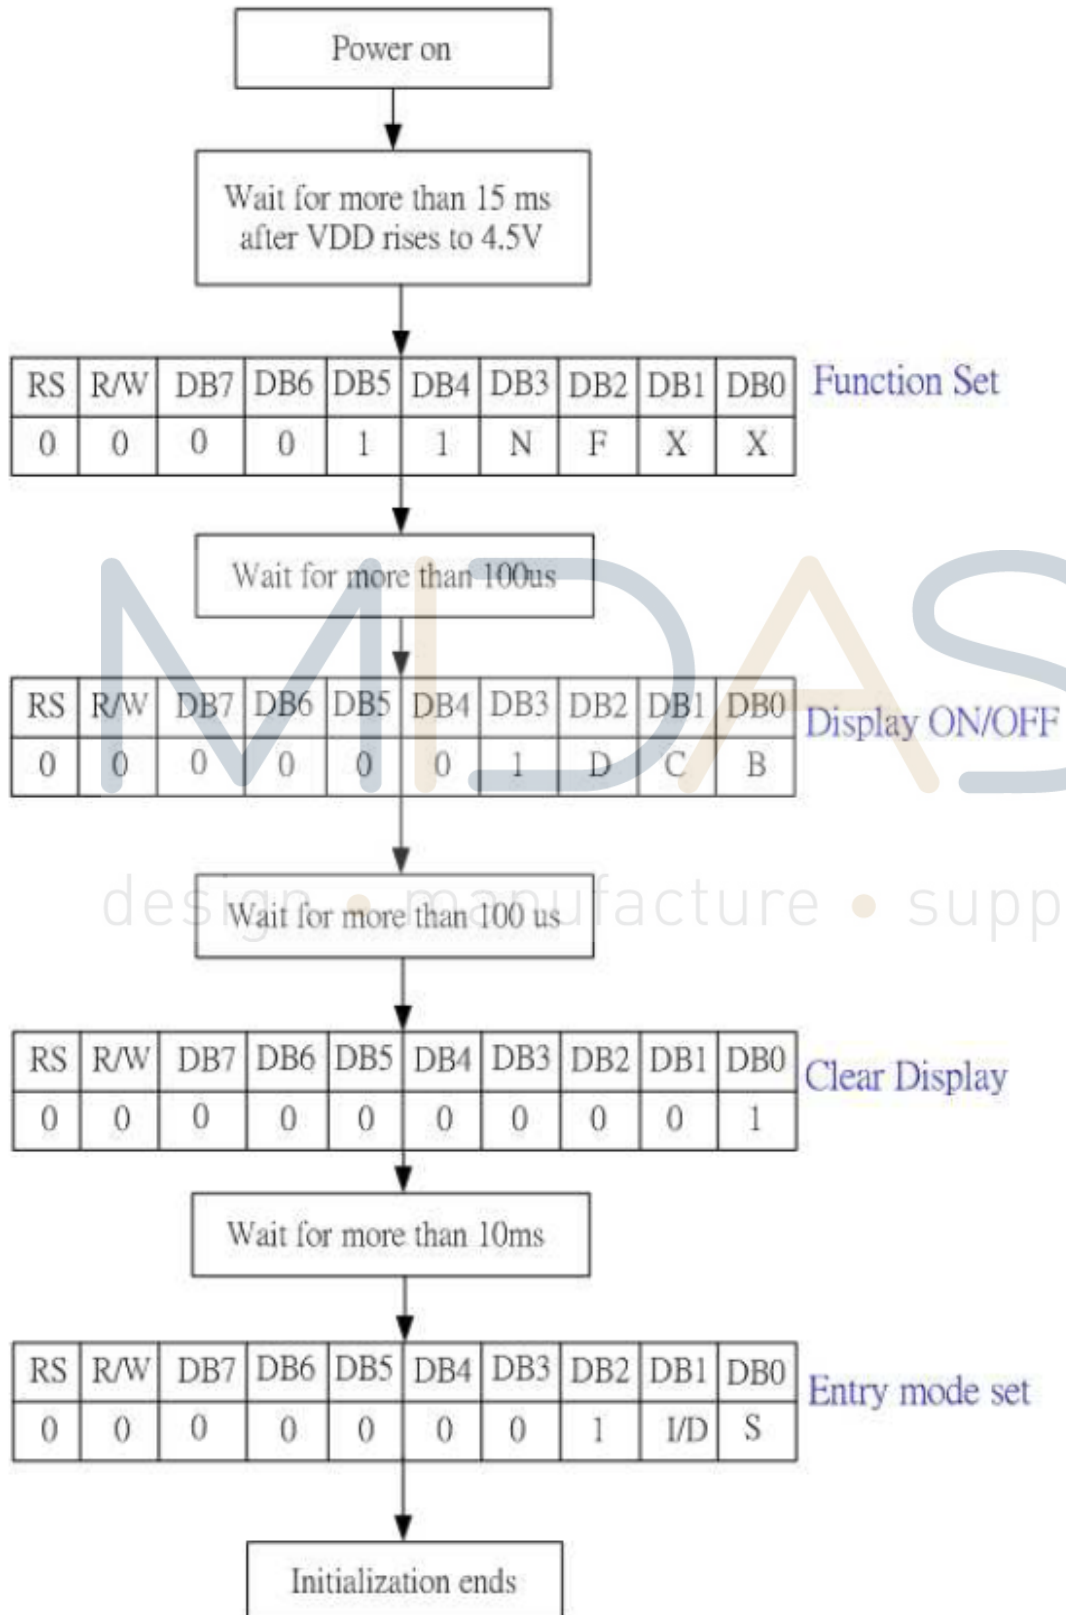 Power on
Wait for more than 15 ms
after VDD rises to 4.5V
RS R/W DB7 DB6 DB5 DB4 DB3 DB2 DB1 DB0
Function Set
0 0 0 0 1 1 N F X X
Wait for more than 100us
MIDAS
RS R/W DB7 DB6 DB5 DB4 DB3 DB2 DB1 DB0
Display ON/OFF
0 0 0 0 0 0 1 D C B
design • manufacture • supp
Wait for more than 100 us
RS R/W DB7 DB6 DB5 DB4 DB3 DB2 DB1 DB0
Clear Display
0 0 0 0 0 0 0 0 0 1
Wait for more than 10ms
RS R/W DB7 DB6 DB5 DB4 DB3 DB2 DB1 DB0
Entry mode set
0 0 0 0 0 0 0 1 I/D S
Initialization ends